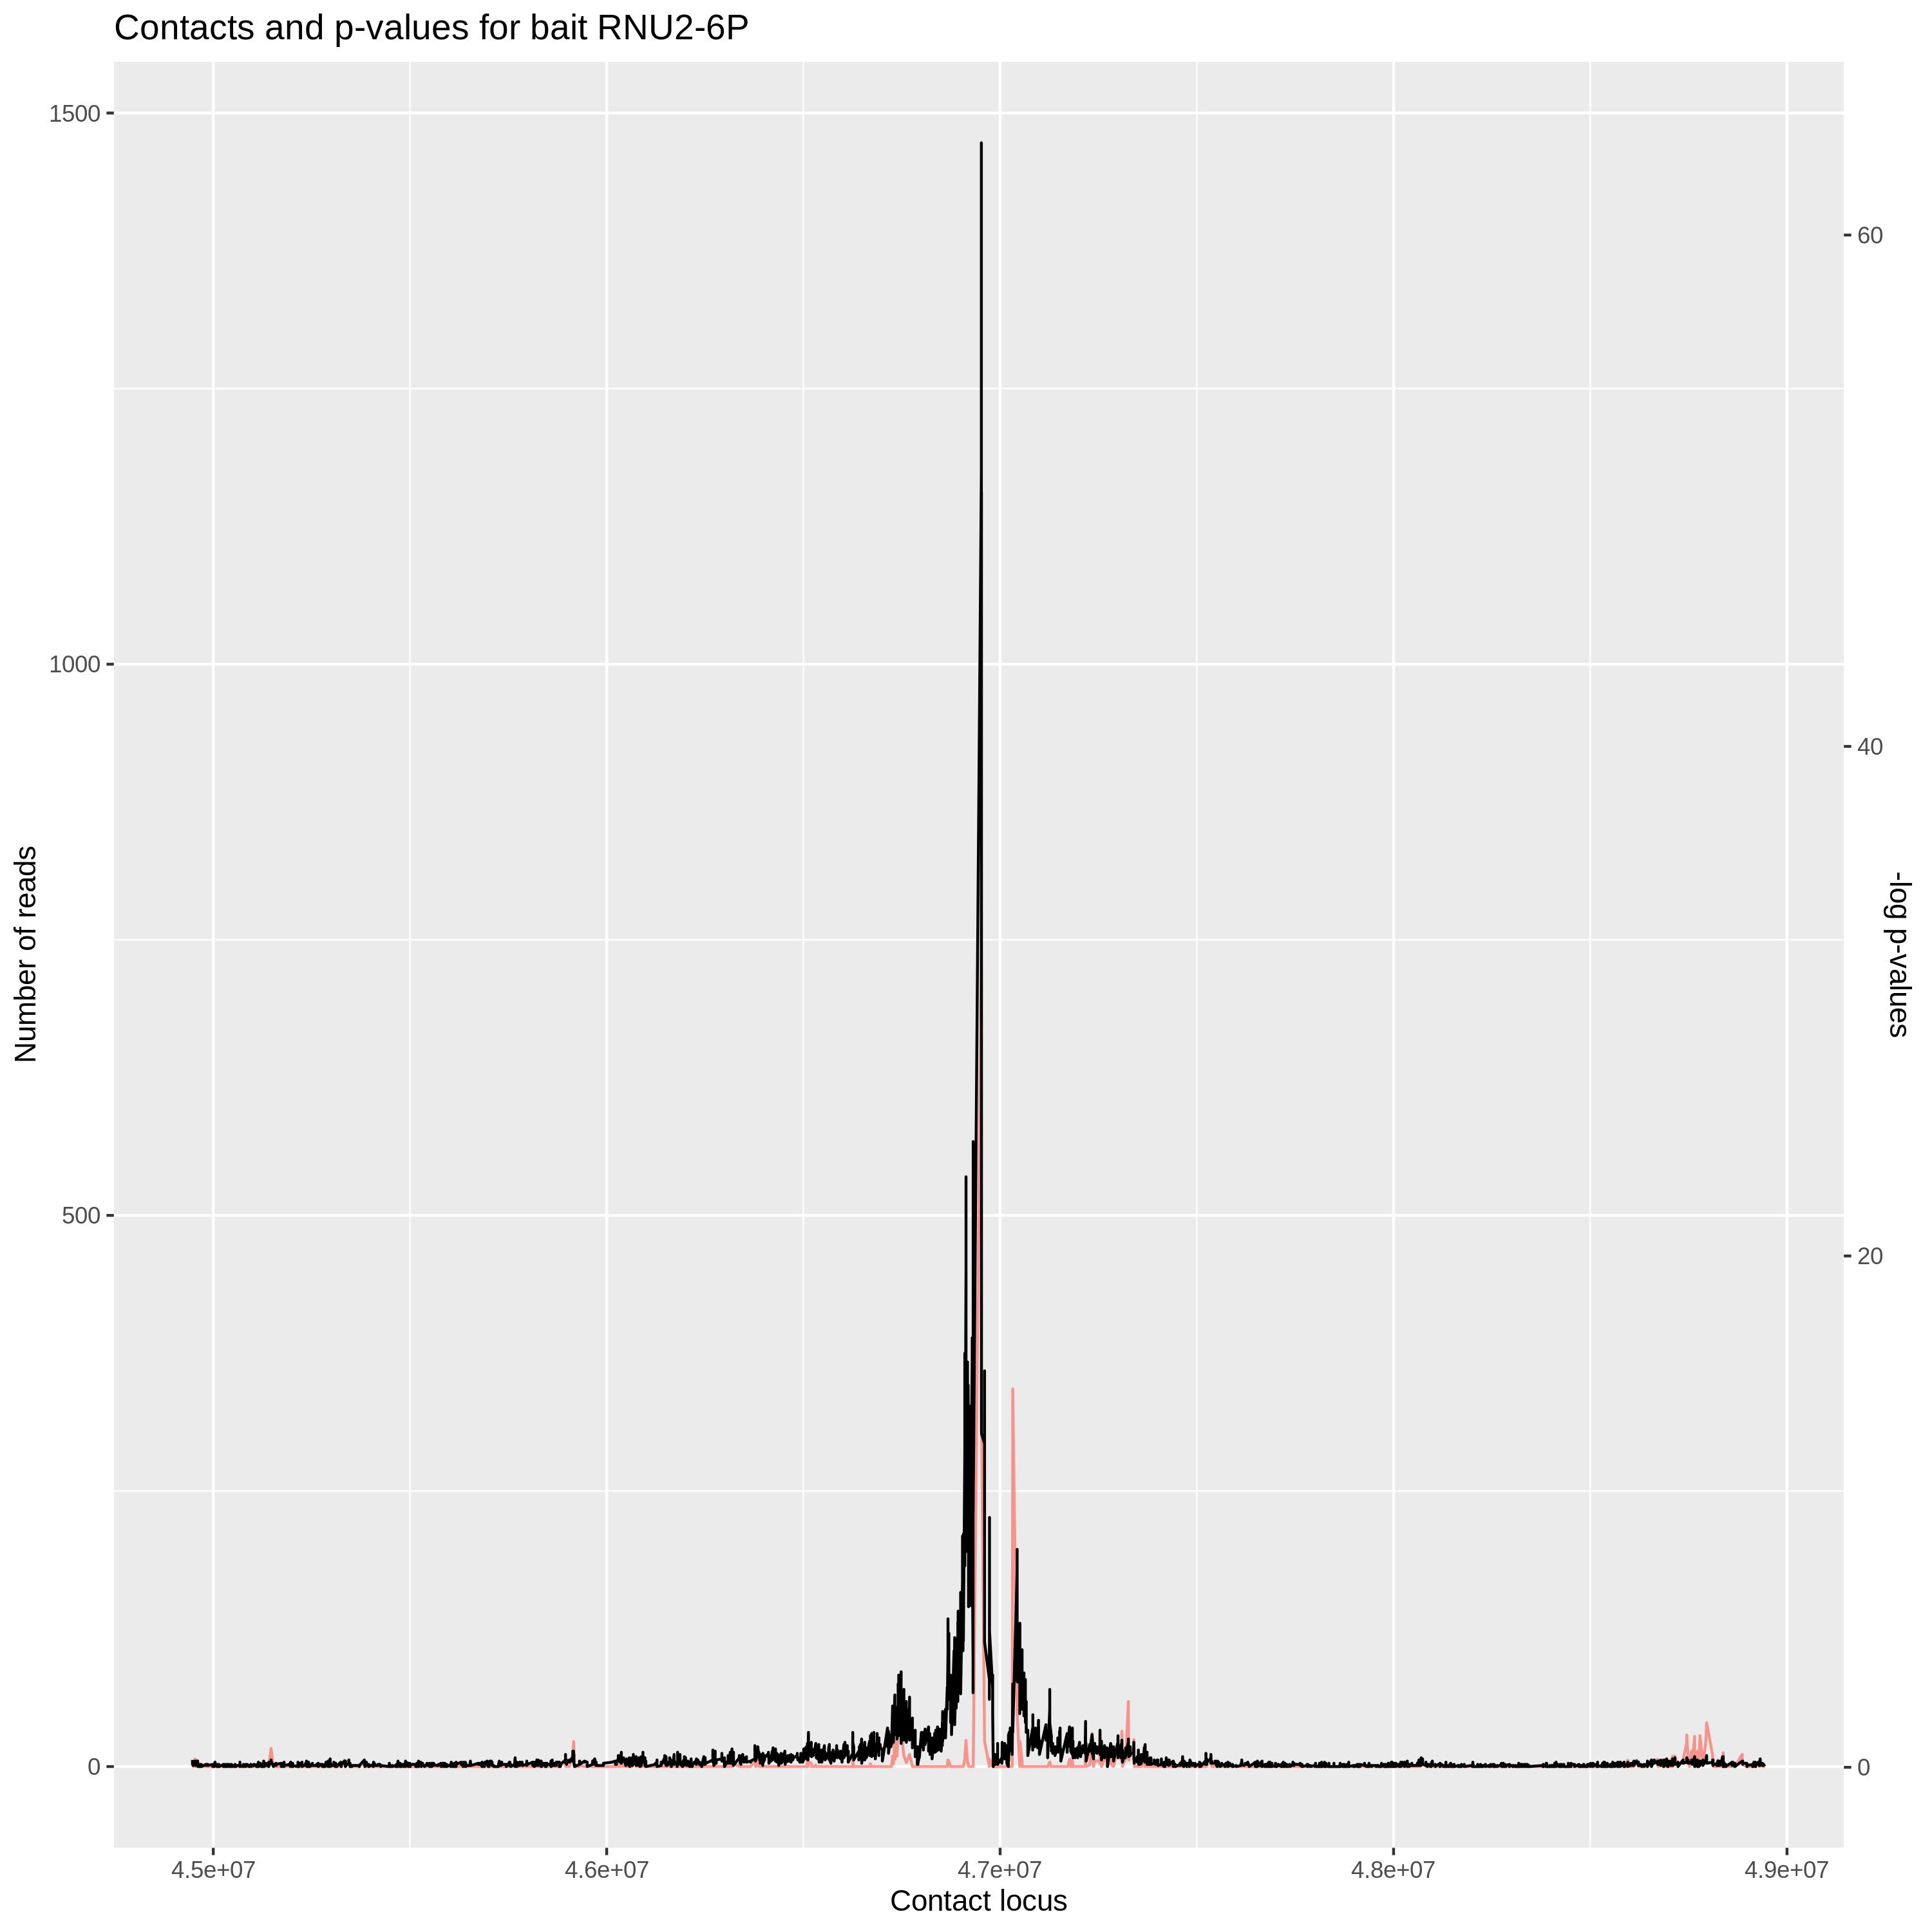 Contacts and p-values for bait RNU2-6P
1500
1000
500
0
Number of reads
60
40
20
0
-log p-values
4.5e+07
4.6e+07
4.7e+07
4.8e+07
4.9e+07
Contact locus